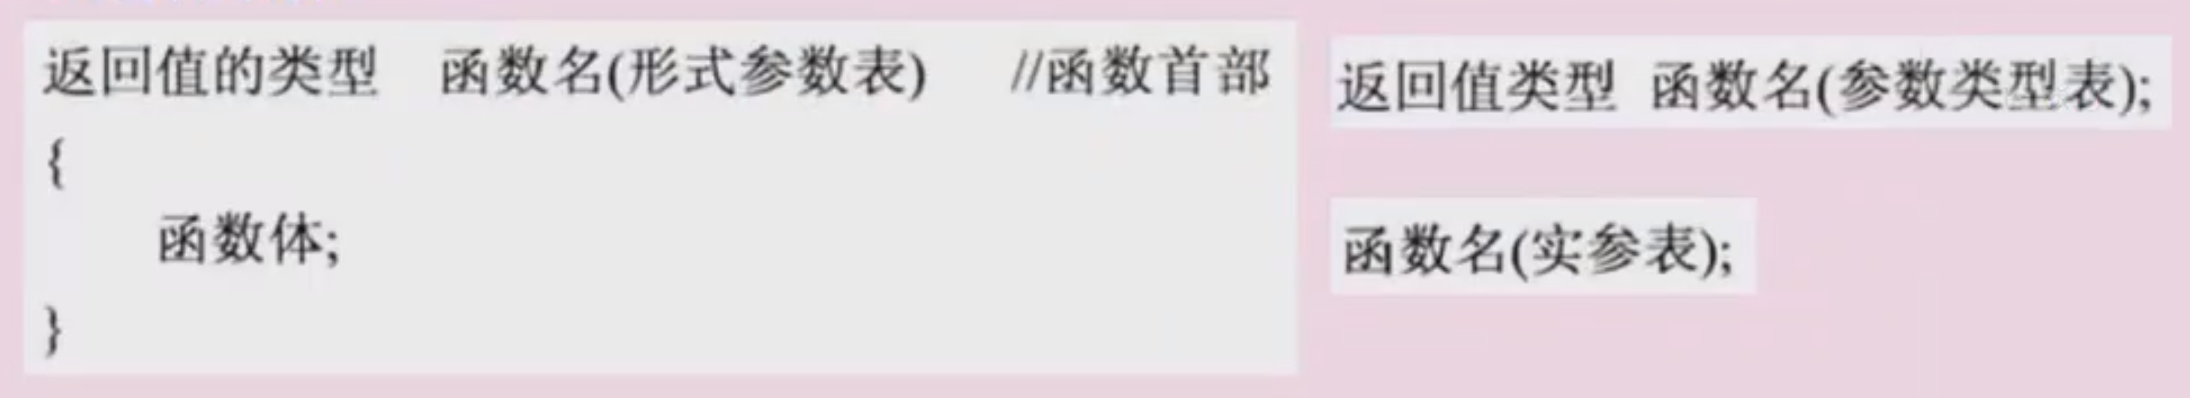 返回值的类型 函数名(形式参数表) //函数首部
{
函数体;
}
返回值类型 函数名(参数类型表);
函数名(实参表);